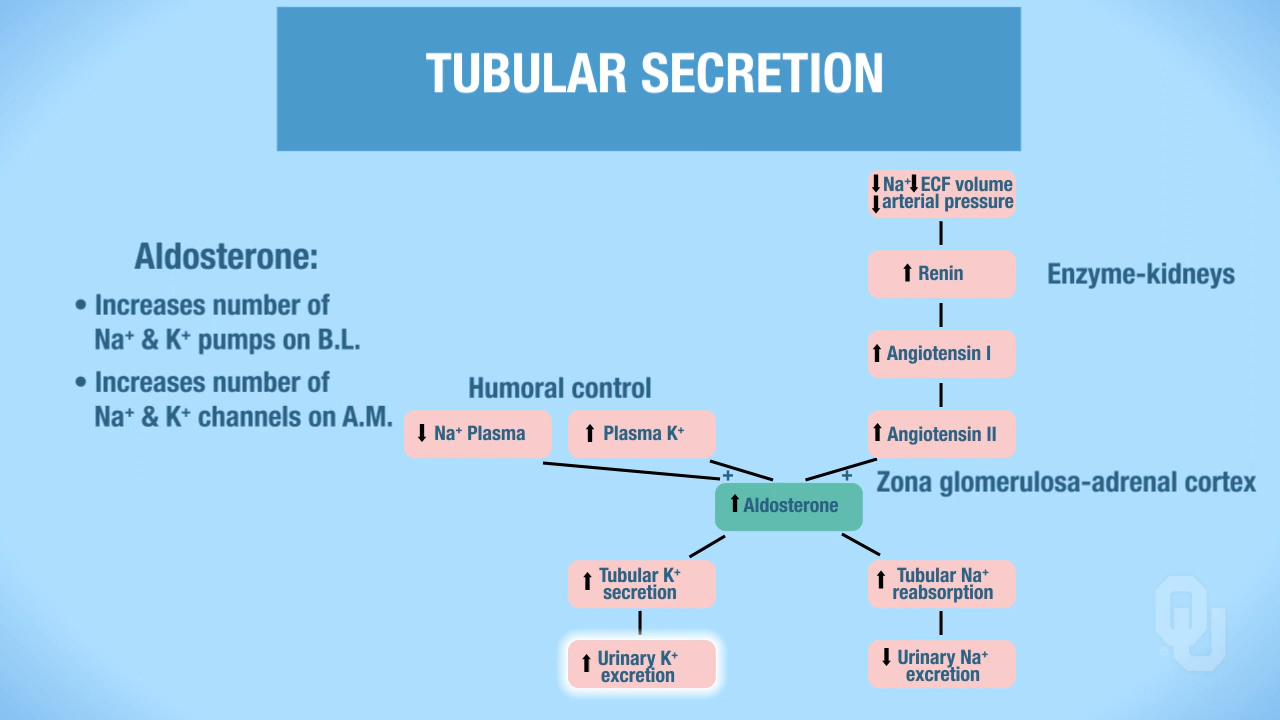 TUBULAR SECRETION
Aldosterone:
• Increases number of
Na⁺ & K⁺ pumps on B.L.
• Increases number of
Na⁺ & K⁺ channels on A.M.
Humoral control
↓ Na⁺ Plasma
↑ Plasma K⁺
↓Na⁺↓ECF volume
↓arterial pressure
↑ Renin
Enzyme-kidneys
↑ Angiotensin I
↑ Angiotensin II
Zona glomerulosa-adrenal cortex
+
+
↑ Aldosterone
↑ Tubular K⁺
secretion
↑ Urinary K⁺
excretion
↑ Tubular Na⁺
reabsorption
↓ Urinary Na⁺
excretion
OU